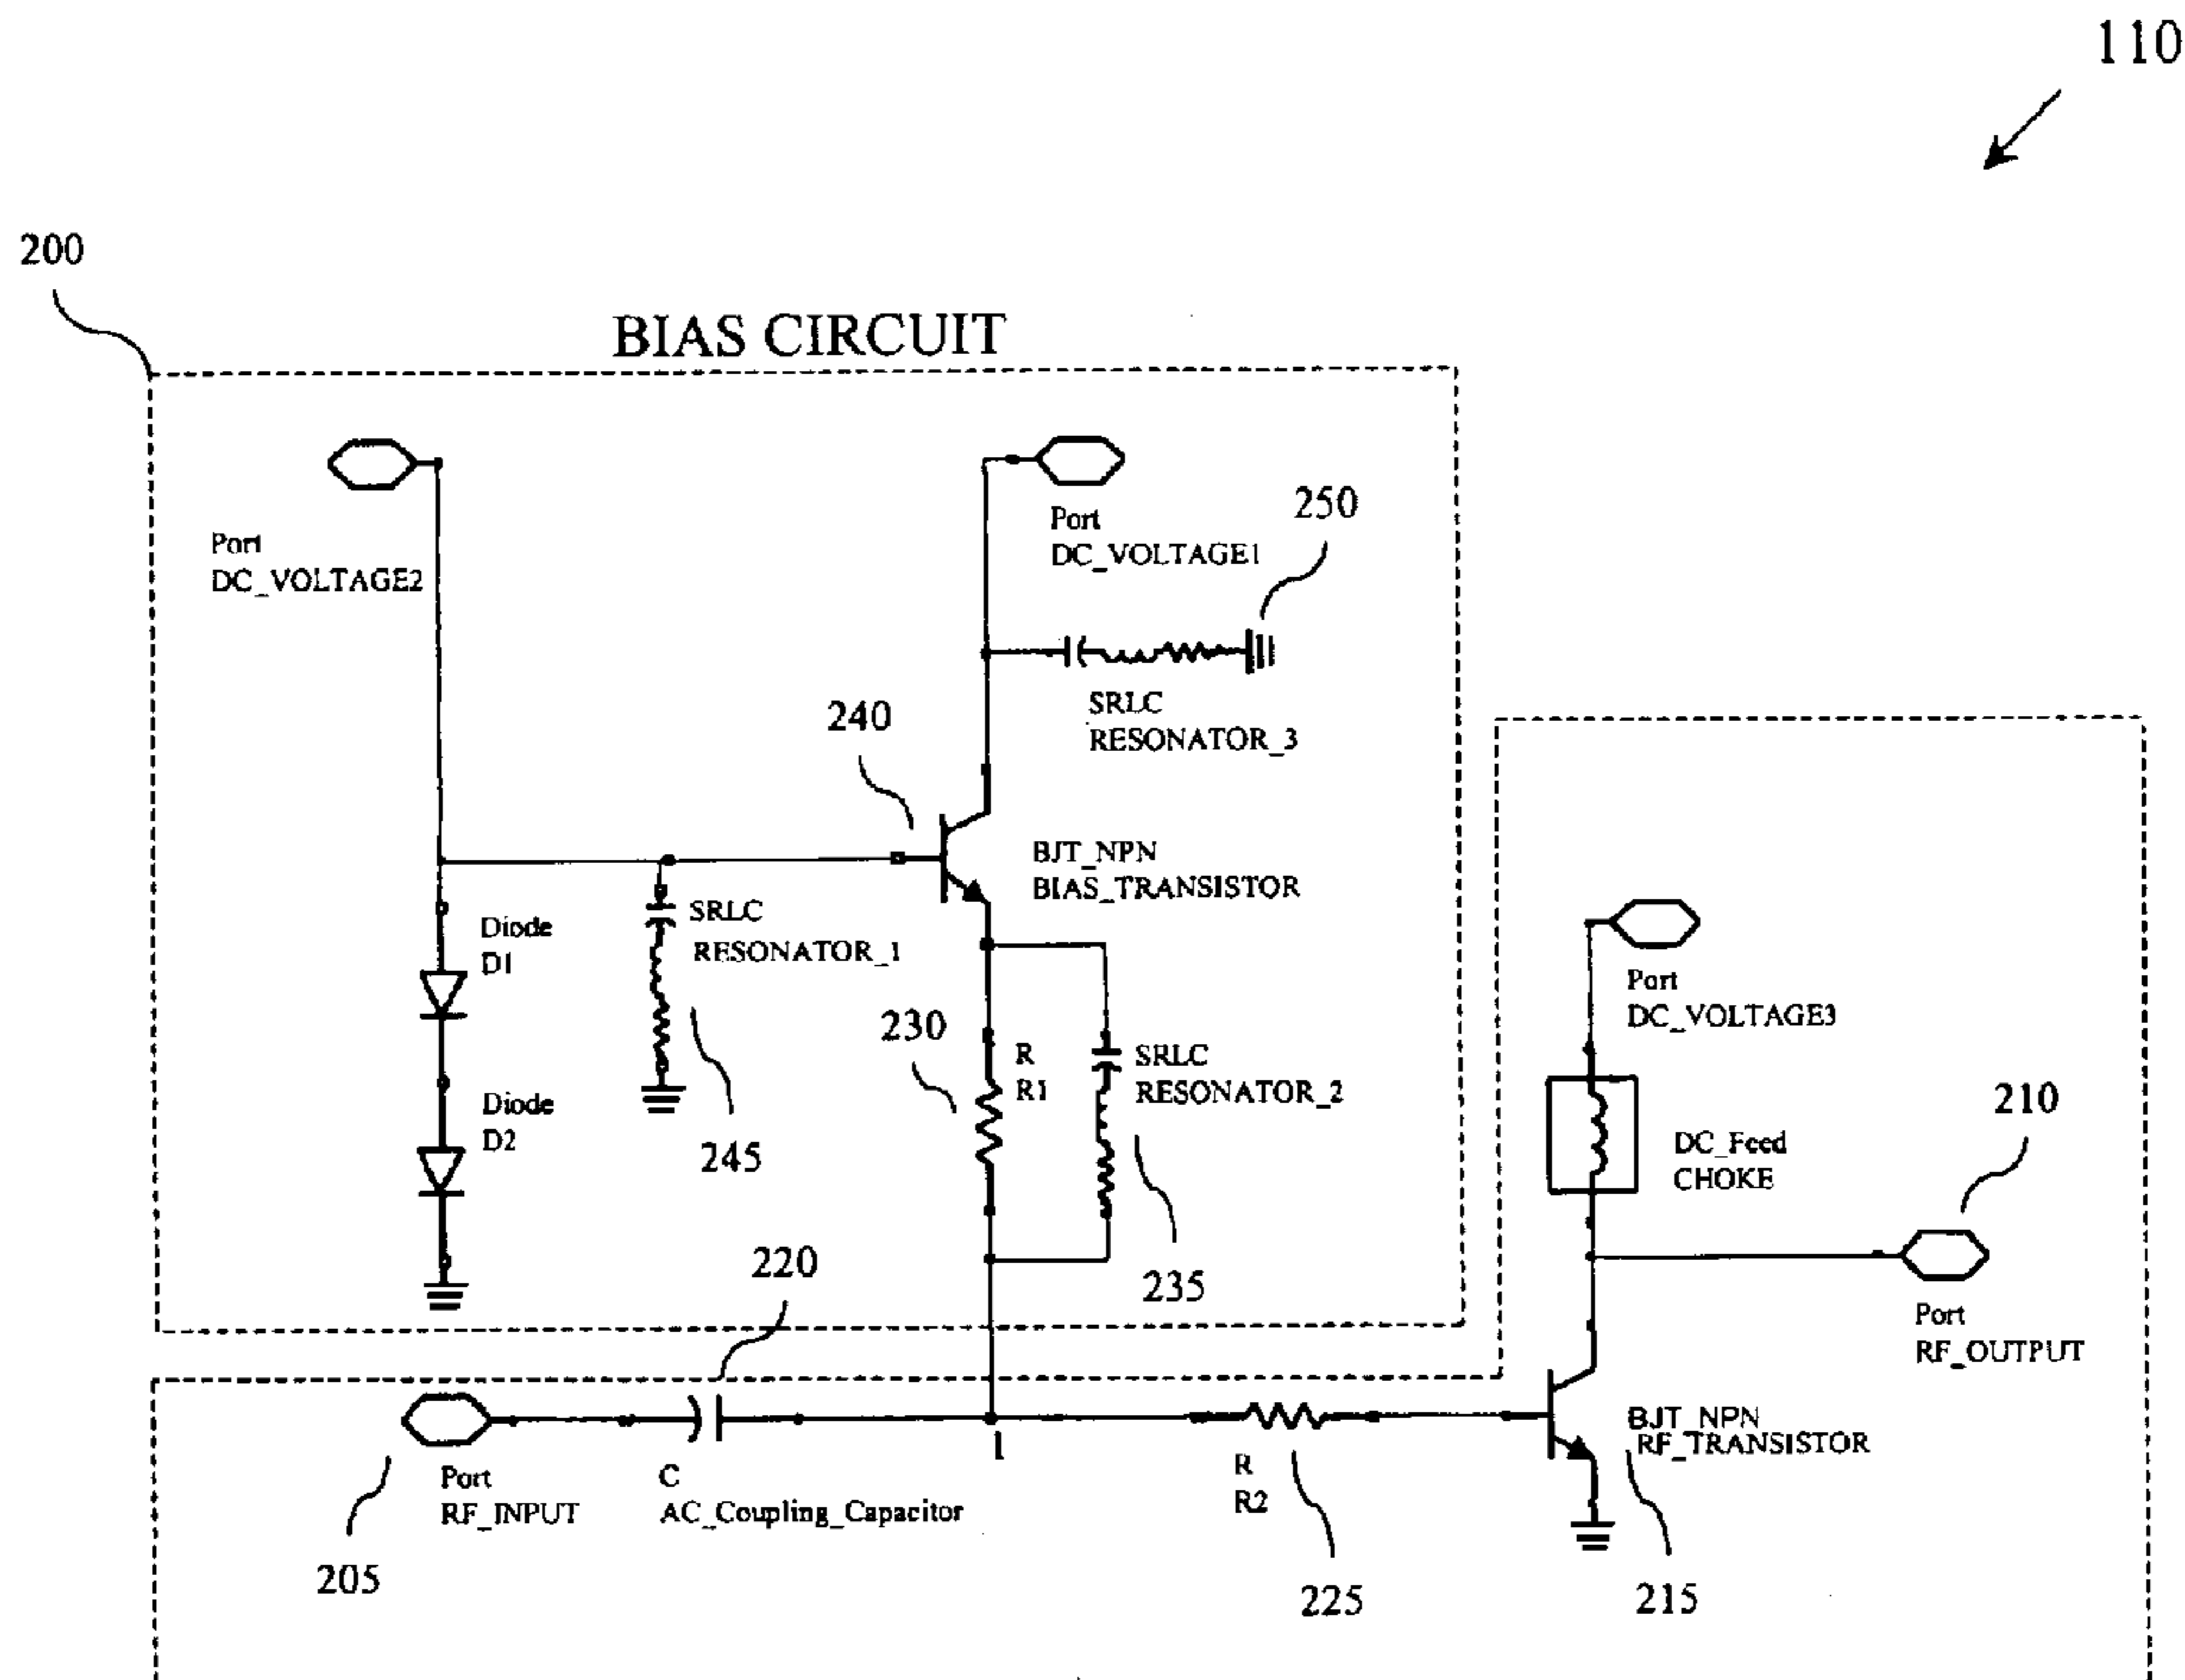 110
200
BIAS CIRCUIT
Port
DC_VOLTAGE2
Port
DC_VOLTAGE1
250
SRLC
RESONATOR_3
240
BJT_NPN
BIAS_TRANSISTOR
Diode
D1
SRLC
RESONATOR_1
245
Diode
D2
230
R
R1
SRLC
RESONATOR_2
235
Port
DC_VOLTAGE3
DC_Feed
CHOKE
210
Port
RF_OUTPUT
220
205
Port
RF_INPUT
C
AC_Coupling_Capacitor
1
R
R2
225
BJT_NPN
RF_TRANSISTOR
215